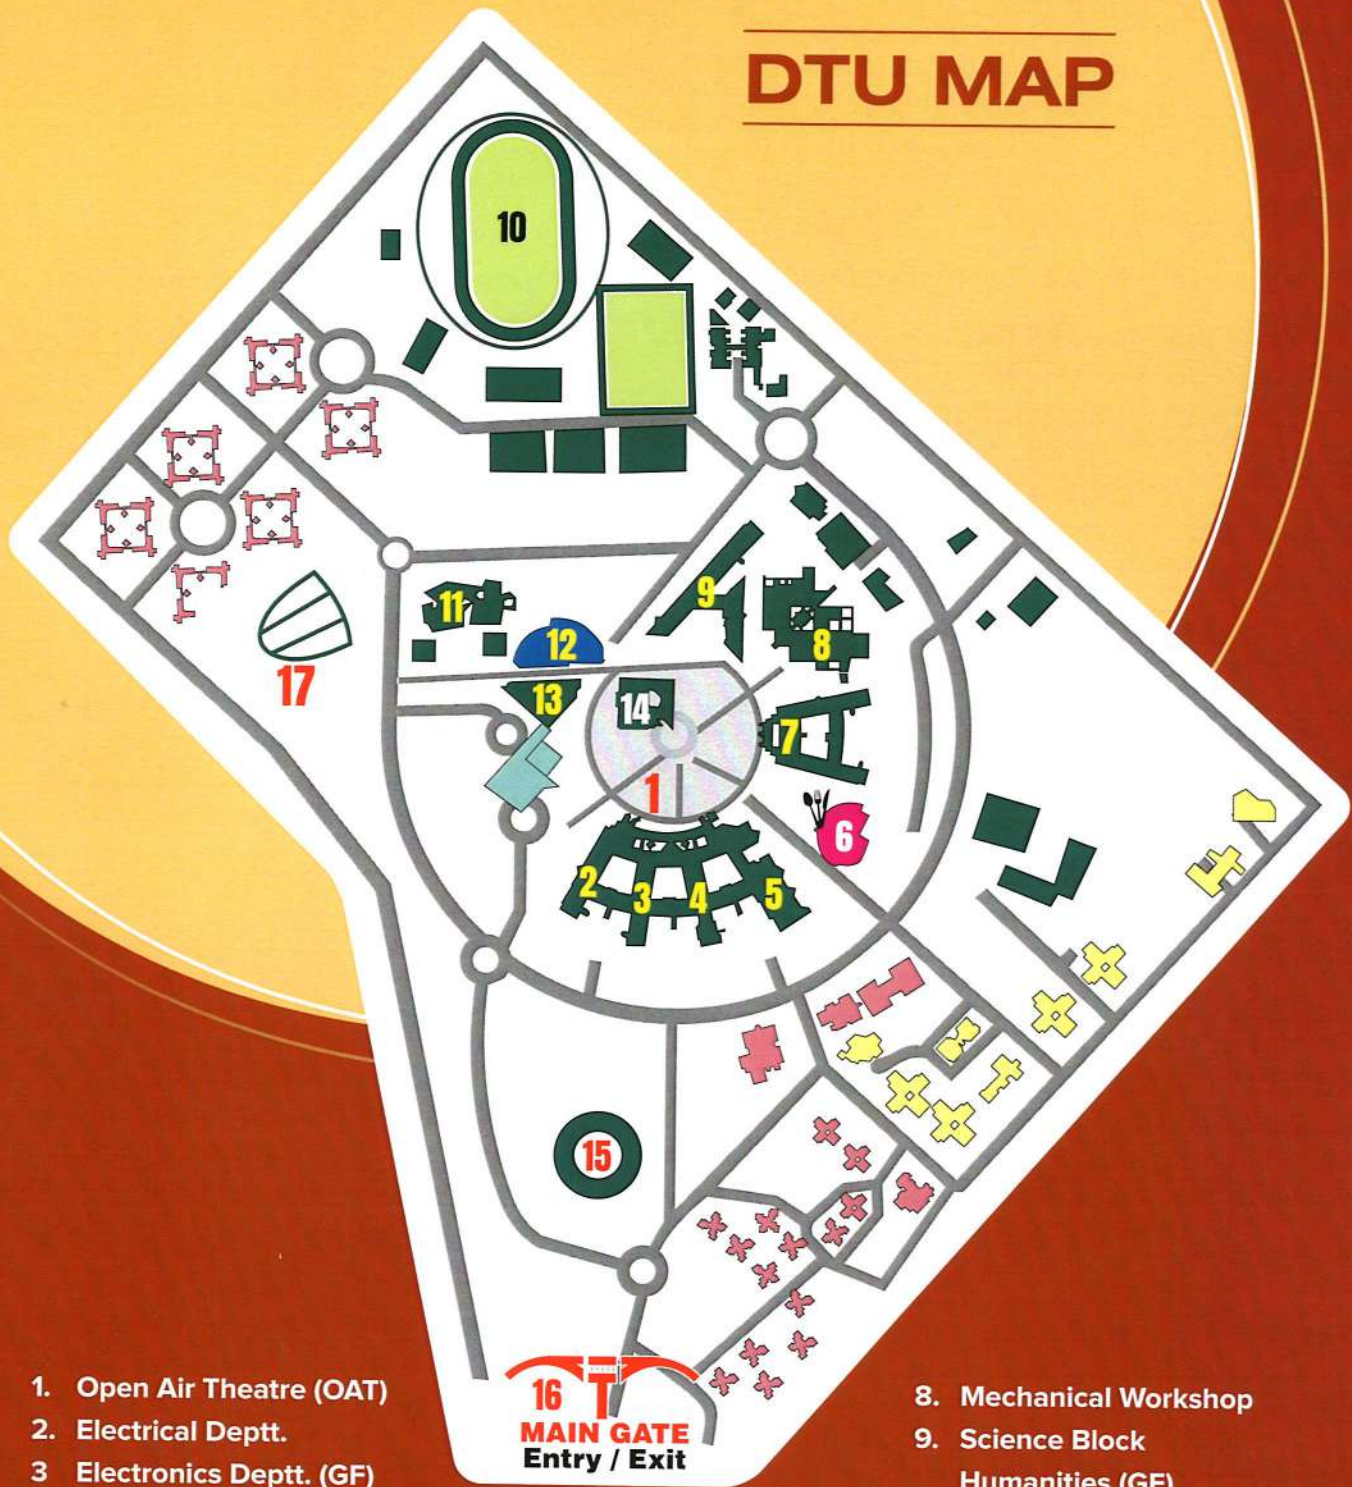 DTU MAP
10
11
9
12
8
17
13
14
7
1
6
2
3
4
5
15
16
MAIN GATE
Entry / Exit
1. Open Air Theatre (OAT)
2. Electrical Deptt.
3 Electronics Deptt. (GF)
8. Mechanical Workshop
9. Science Block
Humanities (GF)